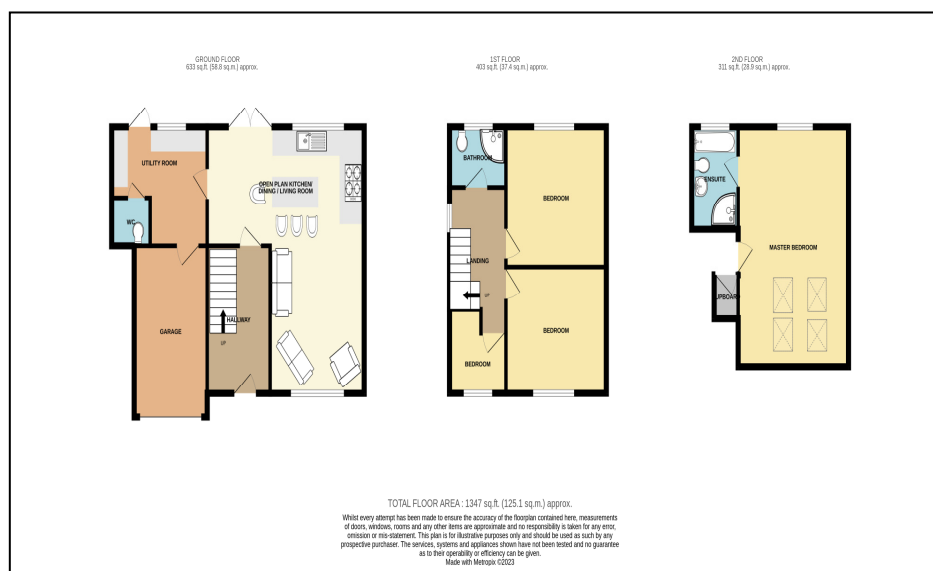 GROUND FLOOR
633 sq.ft. (58.8 sq.m.) approx.
1ST FLOOR
403 sq.ft. (37.4 sq.m.) approx.
2ND FLOOR
311 sq.ft. (28.9 sq.m.) approx.
UTILITY ROOM
WC
OPEN PLAN KITCHEN/
DINING / LIVING ROOM
GARAGE
HALLWAY
UP
BATHROOM
BEDROOM
LANDING
UP
BEDROOM
BEDROOM
ENSUITE
MASTER BEDROOM
UPBOAR
TOTAL FLOOR AREA : 1347 sq.ft. (125.1 sq.m.) approx.
Whilst every attempt has been made to ensure the accuracy of the floorplan contained here, measurements
of doors, windows, rooms and any other items are approximate and no responsibility is taken for any error,
omission or mis-statement. This plan is for illustrative purposes only and should be used as such by any
prospective purchaser. The services, systems and appliances shown have not been tested and no guarantee
as to their operability or efficiency can be given.
Made with Metropix ©2023